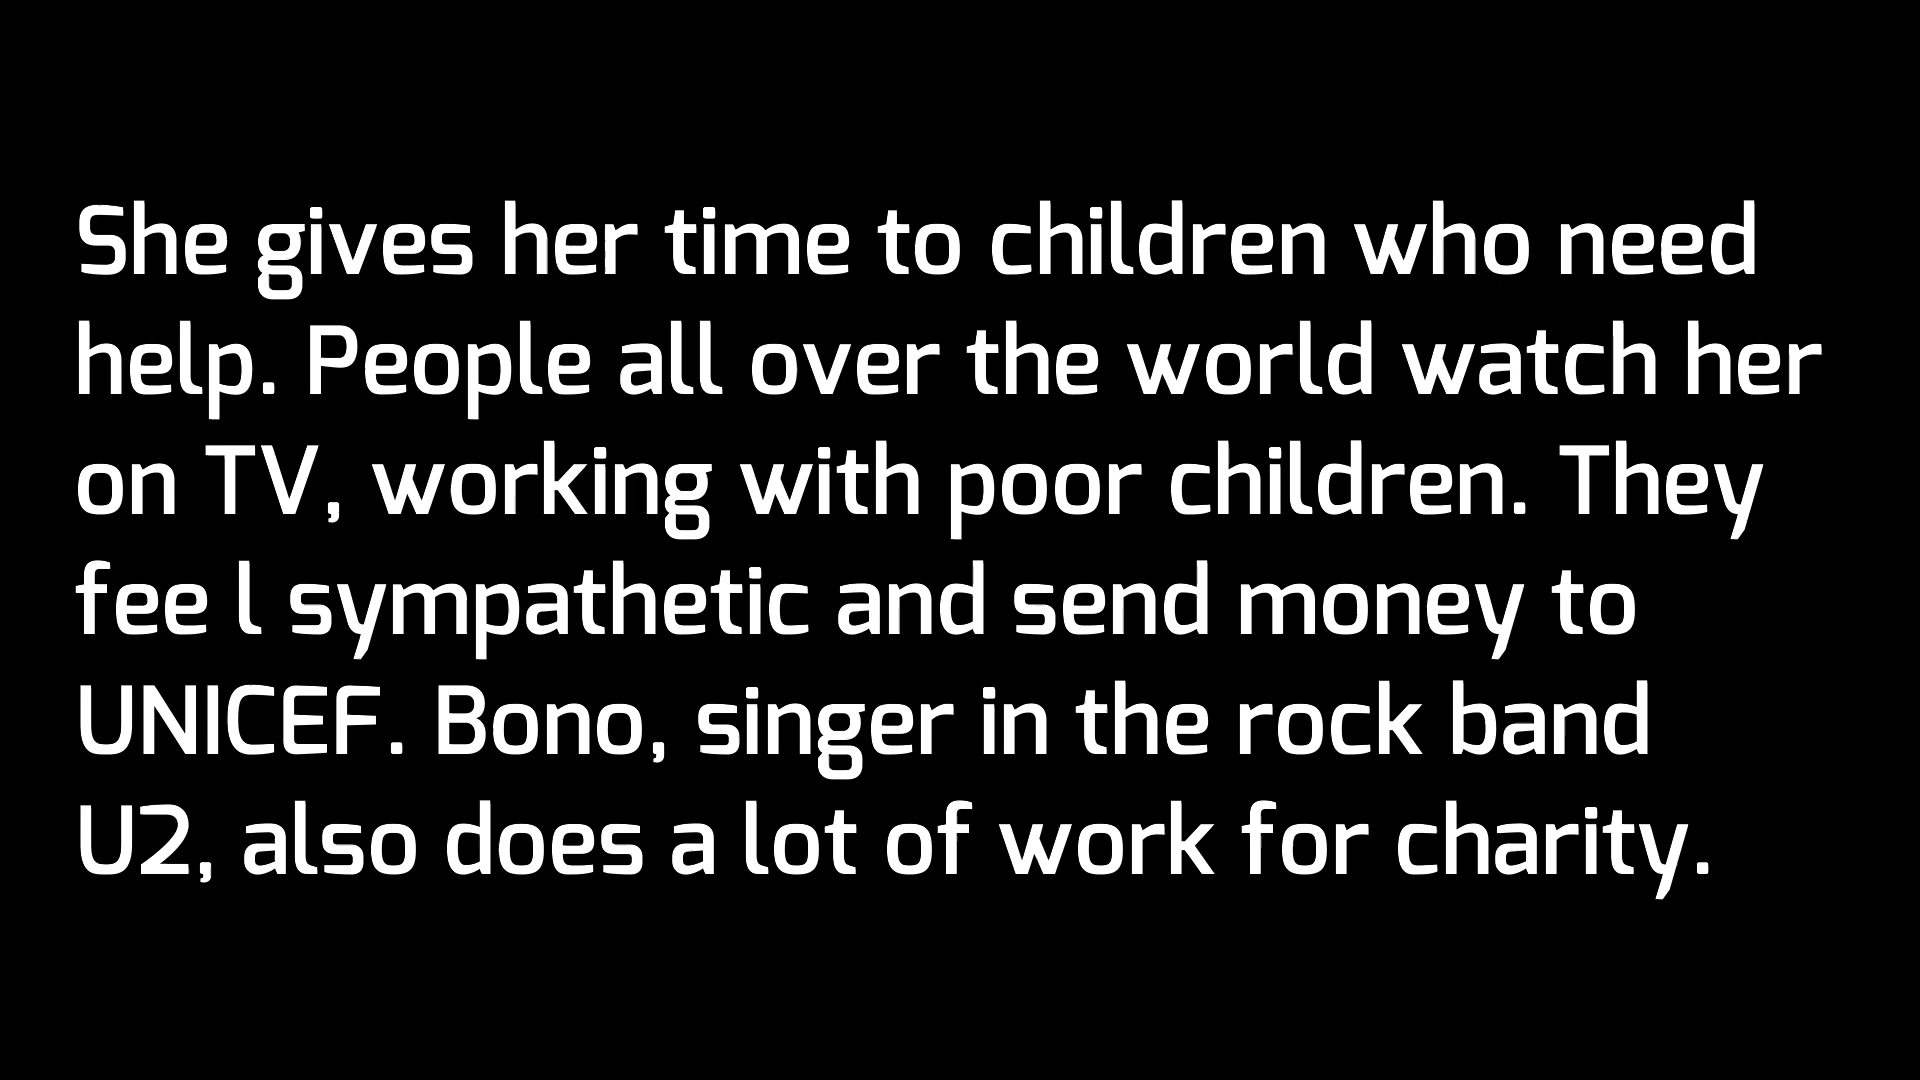 She gives her time to children who need
help. People all over the world watch her
on TV, working with poor children. They
fee l sympathetic and send money to
UNICEF. Bono, singer in the rock band
U2, also does a lot of work for charity.